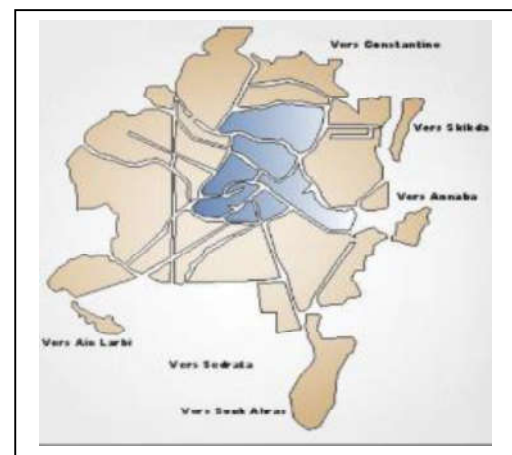 Vers Constantine
Vers Skikda
Vers Annaba
Vers Ain Larbi
Vers Sedrata
Vers Souk Ahras